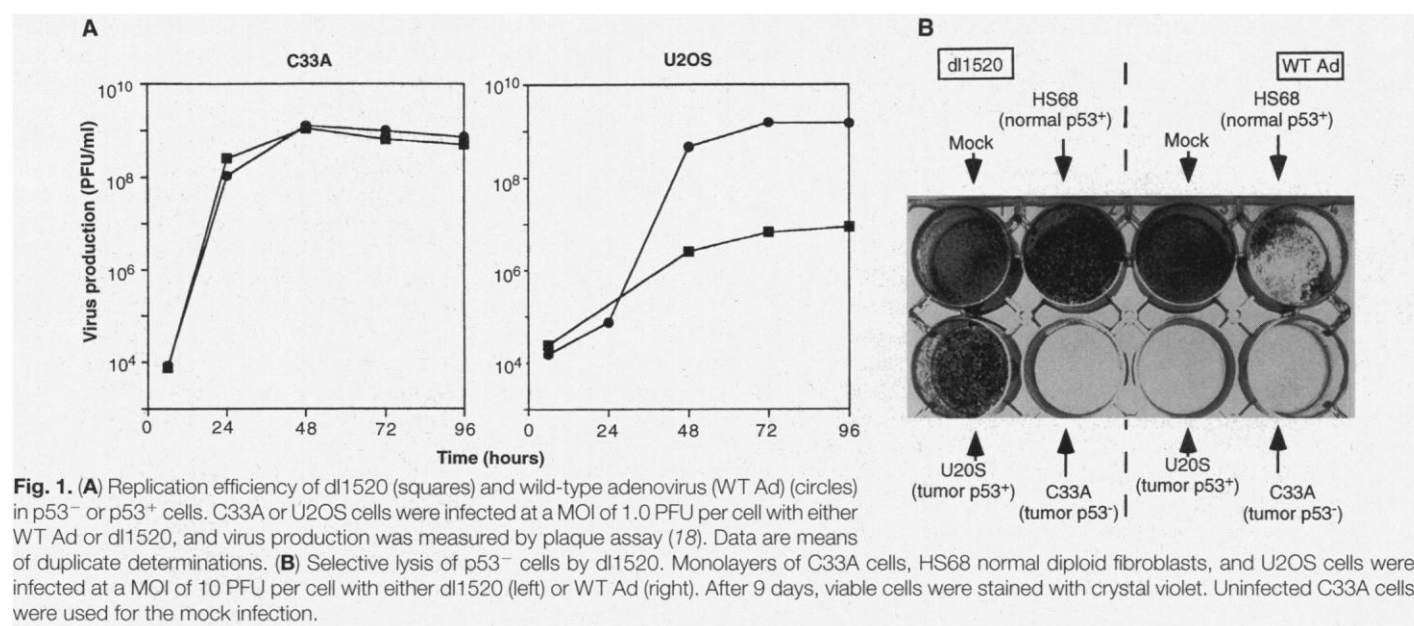 A
C33A
U2OS
Virus production (PFU/ml)
10^10
10^8
10^6
10^4
0 24 48 72 96
10^10
10^8
10^6
10^4
0 24 48 72 96
Time (hours)
B
dl1520
WT Ad
HS68
(normal p53+)
Mock
HS68
(normal p53+)
Mock
1 2 3 4
U20S
(tumor p53+)
C33A
(tumor p53-)
U20S
(tumor p53+)
C33A
(tumor p53-)
Fig. 1. (A) Replication efficiency of dl1520 (squares) and wild-type adenovirus (WT Ad) (circles)
in p53− or p53+ cells. C33A or U2OS cells were infected at a MOI of 1.0 PFU per cell with either
WT Ad or dl1520, and virus production was measured by plaque assay (18). Data are means
of duplicate determinations. (B) Selective lysis of p53− cells by dl1520. Monolayers of C33A cells, HS68 normal diploid fibroblasts, and U2OS cells were
infected at a MOI of 10 PFU per cell with either dl1520 (left) or WT Ad (right). After 9 days, viable cells were stained with crystal violet. Uninfected C33A cells
were used for the mock infection.